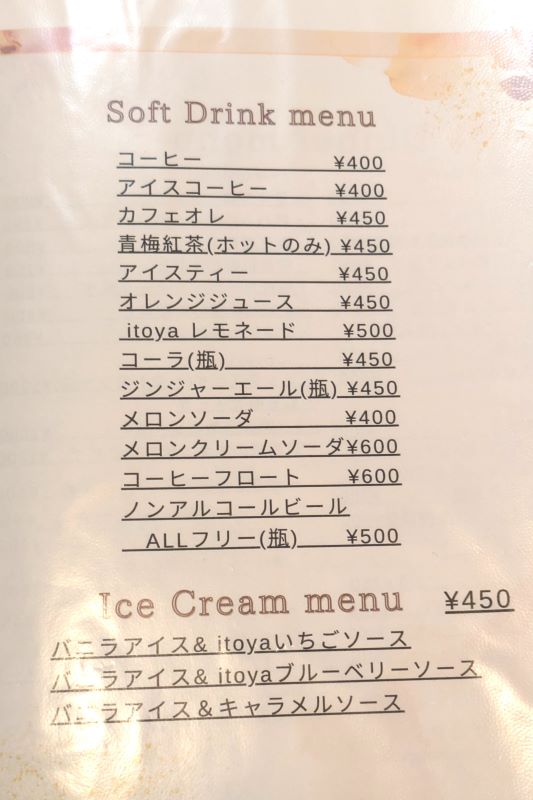 Soft Drink menu
コーヒー ¥400
アイスコーヒー ¥400
カフェオレ ¥450
青梅紅茶(ホットのみ) ¥450
アイスティー ¥450
オレンジジュース ¥450
itoya レモネード ¥500
コーラ(瓶) ¥450
ジンジャーエール(瓶) ¥450
メロンソーダ ¥400
メロンクリームソーダ¥600
コーヒーフロート ¥600
ノンアルコールビール
ALLフリー(瓶) ¥500
Ice Cream menu ¥450
バニラアイス& itoyaいちごソース
バニラアイス& itoyaブルーベリーソース
バニラアイス&キャラメルソース